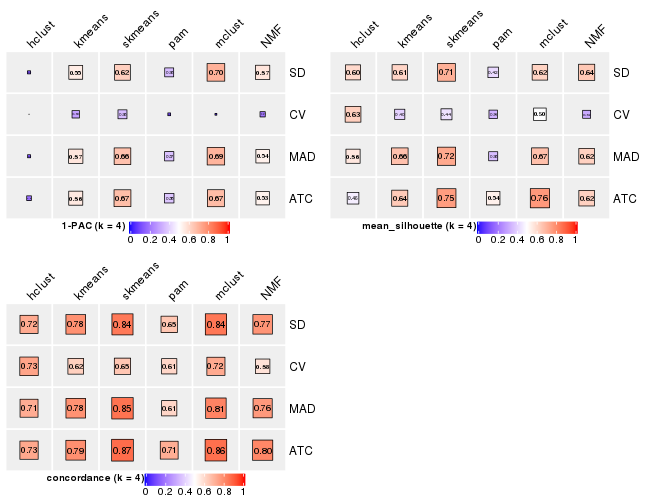 hclust kmeans skmeans pam mclust NMF
0.55 0.62 0.70 0.57 SD
CV
0.57 0.66 0.69 0.54 MAD
0.56 0.67 0.67 0.53 ATC
1-PAC (k = 4)
0 0.2 0.4 0.6 0.8 1
hclust kmeans skmeans pam mclust NMF
0.60 0.61 0.71 0.62 0.64 SD
0.63 0.44 0.50 CV
0.56 0.66 0.72 0.67 0.62 MAD
0.64 0.75 0.54 0.76 0.62 ATC
mean_silhouette (k = 4)
0 0.2 0.4 0.6 0.8 1
hclust kmeans skmeans pam mclust NMF
0.72 0.78 0.84 0.65 0.84 0.77 SD
0.73 0.62 0.65 0.61 0.72 0.58 CV
0.71 0.78 0.85 0.61 0.81 0.76 MAD
0.73 0.79 0.87 0.71 0.86 0.80 ATC
concordance (k = 4)
0 0.2 0.4 0.6 0.8 1